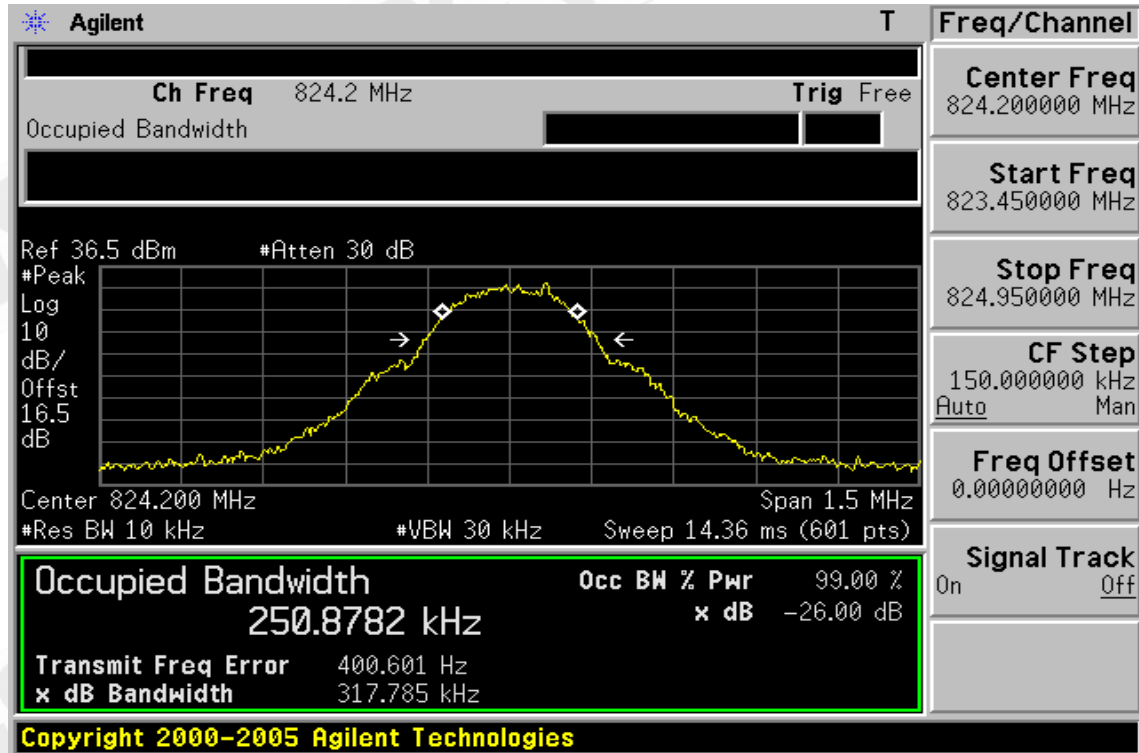 Agilent T
Ch Freq 824.2 MHz Trig Free
Occupied Bandwidth
Ref 36.5 dBm #Atten 30 dB
#Peak
Log
10
dB/
Offst
16.5
dB
Center 824.200 MHz Span 1.5 MHz
#Res BW 10 kHz #VBW 30 kHz Sweep 14.36 ms (601 pts)
Occupied Bandwidth Occ BW % Pwr 99.00 %
250.8782 kHz x dB -26.00 dB
Transmit Freq Error 400.601 Hz
x dB Bandwidth 317.785 kHz
Copyright 2000-2005 Agilent Technologies
Freq/Channel
Center Freq
824.200000 MHz
Start Freq
823.450000 MHz
Stop Freq
824.950000 MHz
CF Step
150.000000 kHz
Auto Man
Freq Offset
0.00000000 Hz
Signal Track
On Off